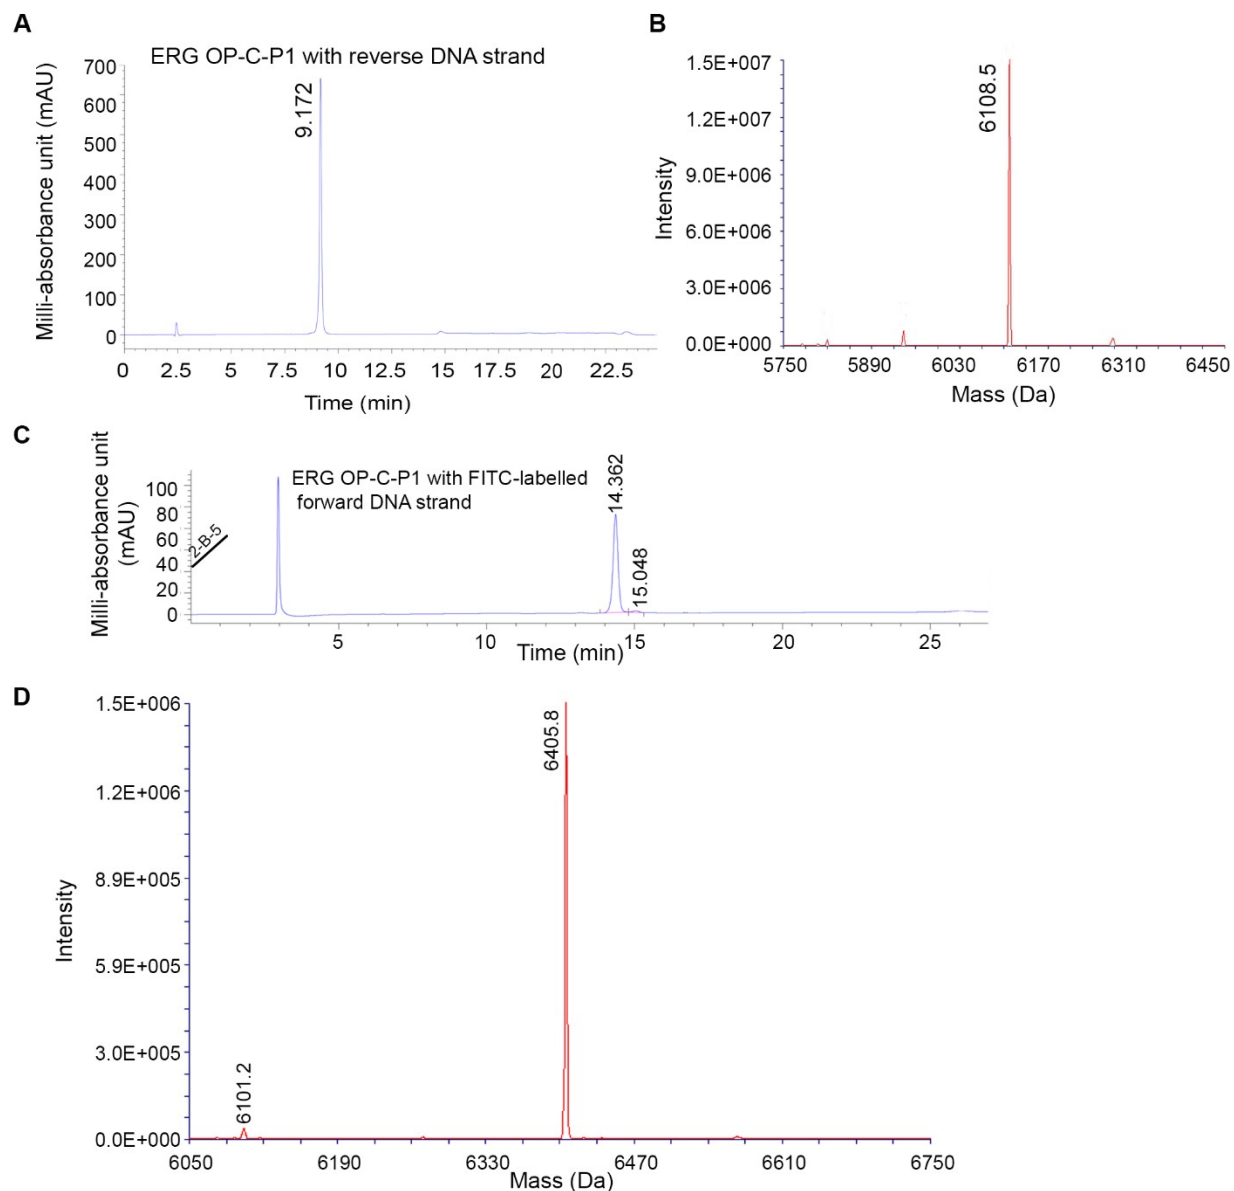 A
ERG OP-C-P1 with reverse DNA strand
Milli-absorbance unit (mAU)
700
600
500
400
300
200
100
0
9.172
0 2.5 5 7.5 10 12.5 15 17.5 20 22.5
Time (min)
B
Intensity
1.5E+007
1.2E+007
9.0E+006
6.0E+006
3.0E+006
0.0E+000
6108.5
5750 5890 6030 6170 6310 6450
Mass (Da)
C
Milli-absorbance unit
(mAU)
100
80
60
40
20
0
2-B-5
ERG OP-C-P1 with FITC-labelled
forward DNA strand
14.362
15.048
5 10 15 20 25
Time (min)
D
Intensity
1.5E+006
1.2E+006
8.9E+005
5.9E+005
3.0E+005
0.0E+000
6101.2
6405.8
6050 6190 6330 6470 6610 6750
Mass (Da)